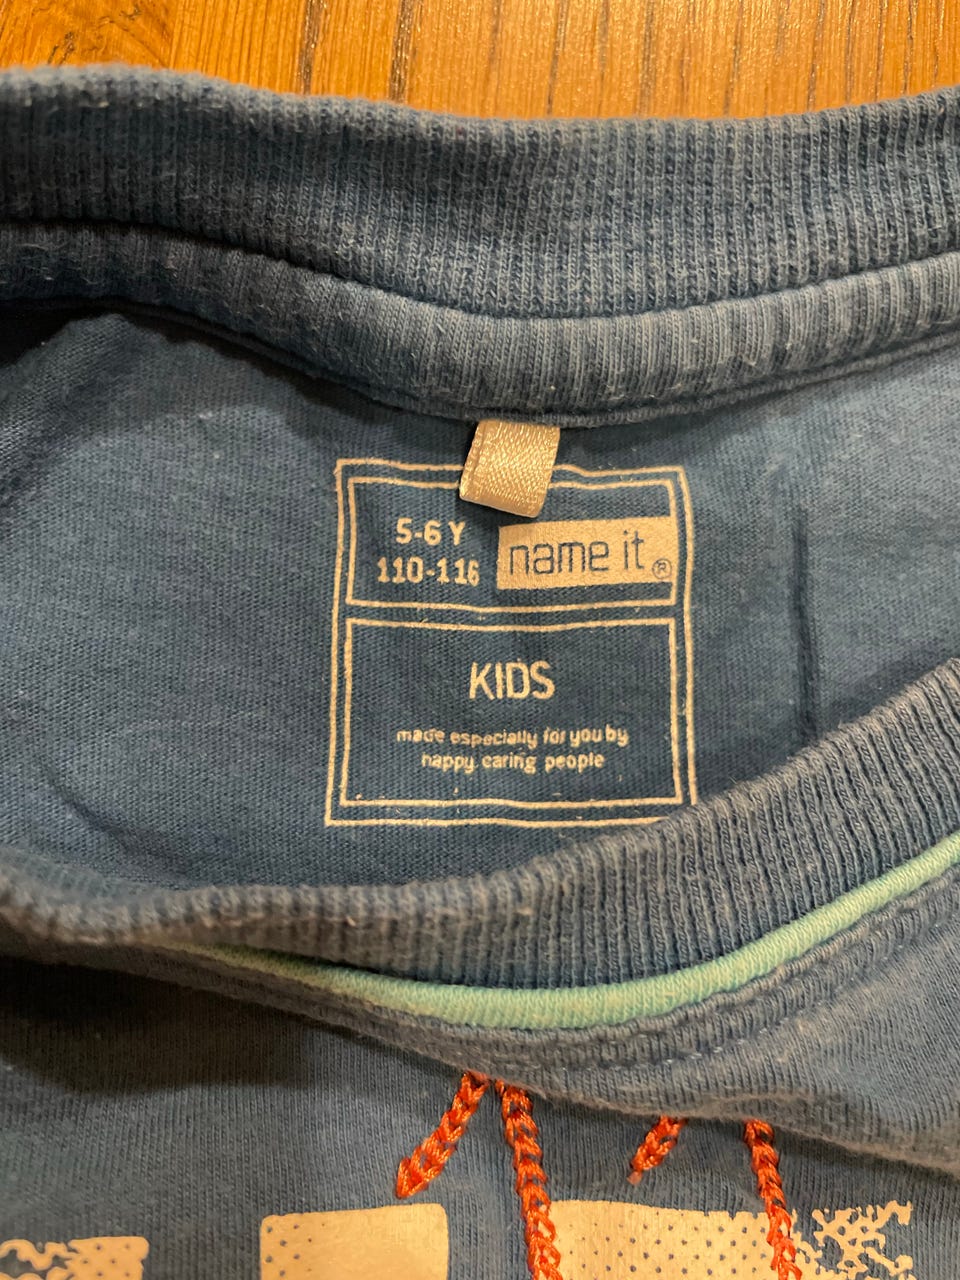 5-6 Y
110-116
name it ®
KIDS
made especially for you by
happy caring people